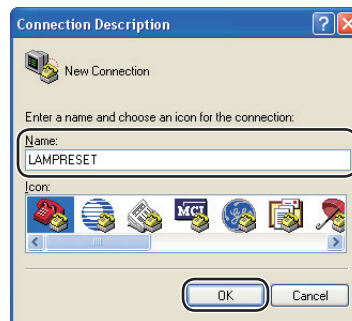 Connection Description
New Connection
Enter a name and choose an icon for the connection:
Name:
LAMPRESET
Icon:
MCI
OK
Cancel